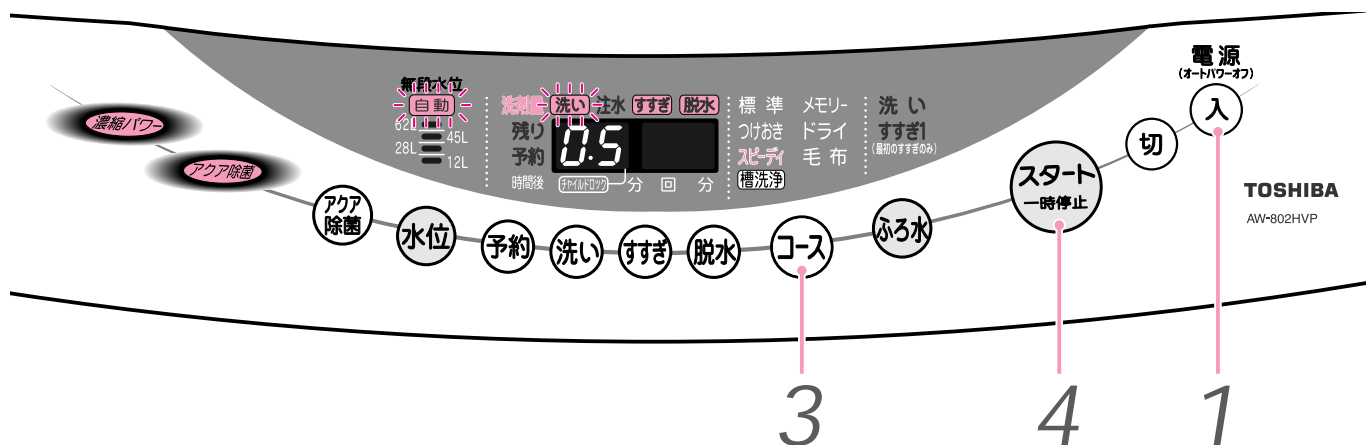 濃縮パワー
アクア除菌
無段水位
自動
62L
45L
28L
12L
洗剤量 洗い 注水 すすぎ 脱水
残り
予約
時間後
0.5
チャイルドロック 分 回 分
標準 メモリー
つけおき ドライ
スピーディ 毛布
槽洗浄
洗い
すすぎ1
(最初のすすぎのみ)
電源
(オートパワーオフ)
入
切
スタート
一時停止
TOSHIBA
AW-802HVP
アクア
除菌
水位
予約
洗い
すすぎ
脱水
コース
ふろ水
3
4
1